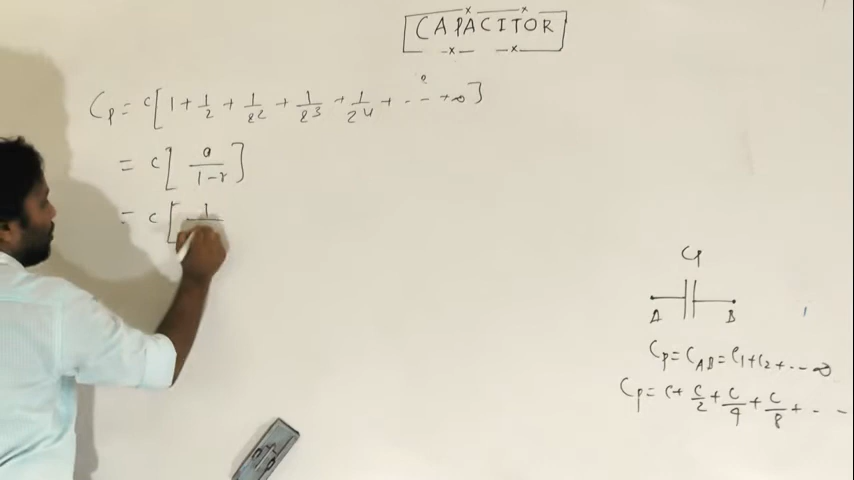 CAPACITOR
Cp = c[1 + 1/2 + 1/2² + 1/2³ + 1/2⁴ + ... + ∞]
= c[a/1-r]
= c[1
Cp
A B
Cp = CAB = C1 + C2 + ... ∞
Cp = C + C/2 + C/4 + C/8 + ...